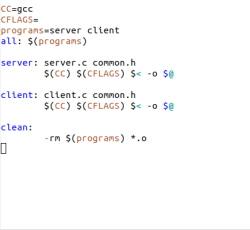 CC=gcc
CFLAGS=
programs=server client
all: $(programs)

server: server.c common.h
	$(CC) $(CFLAGS) $< -o $@

client: client.c common.h
	$(CC) $(CFLAGS) $< -o $@

clean:
	-rm $(programs) *.o